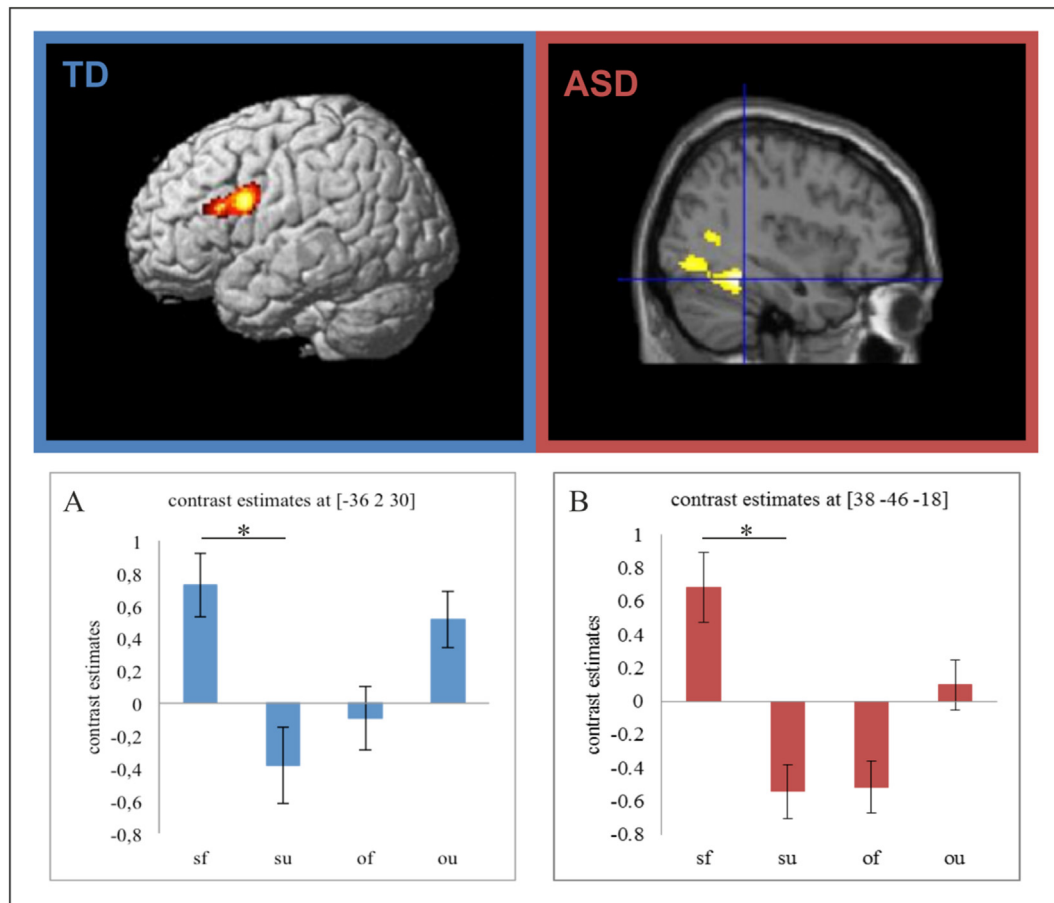 TD
ASD
A
contrast estimates at [-36 2 30]
*
contrast estimates
1
0,8
0,6
0,4
0,2
0
-0,2
-0,4
-0,6
-0,8
sf su of ou
B
contrast estimates at [38 -46 -18]
*
contrast estimates
1
0.8
0.6
0.4
0.2
0
-0.2
-0.4
-0.6
-0.8
sf su of ou